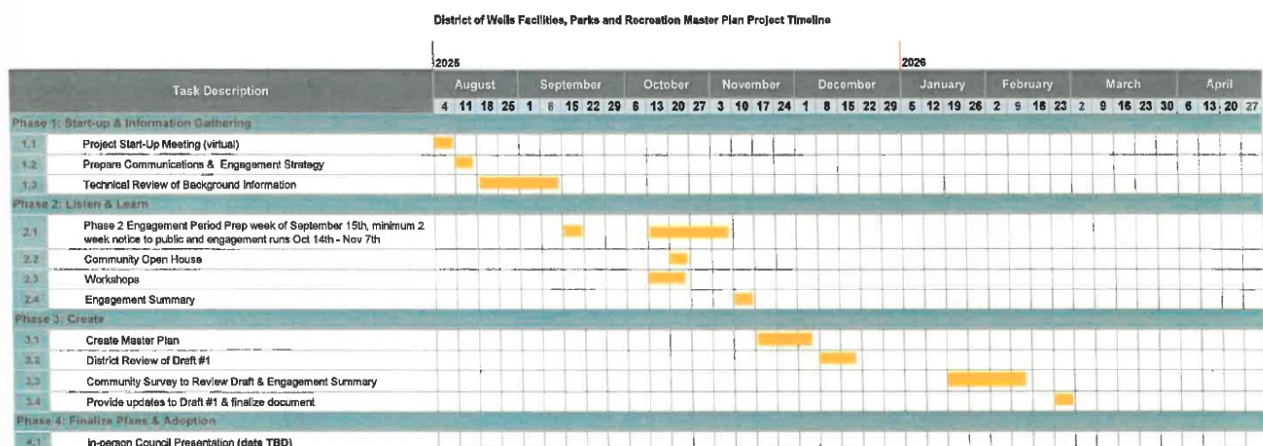 District of Wells Facilities, Parks and Recreation Master Plan Project Timeline
2025 2026
Task Description August September October November December January February March April
4 11 18 25 1 8 15 22 29 6 13 20 27 3 10 17 24 1 8 15 22 29 5 12 19 26 2 9 16 23 2 9 16 23 30 6 13 20 27
Phase 1: Start-up & Information Gathering
1.1 Project Start-Up Meeting (virtual)
1.2 Prepare Communications & Engagement Strategy
1.3 Technical Review of Background Information
Phase 2: Listen & Learn
2.1 Phase 2 Engagement Period Prep week of September 15th, minimum 2
week notice to public and engagement runs Oct 14th - Nov 7th
2.2 Community Open House
2.3 Workshops
2.4 Engagement Summary
Phase 3: Create
3.1 Create Master Plan
3.2 District Review of Draft #1
3.3 Community Survey to Review Draft & Engagement Summary
3.4 Provide updates to Draft #1 & finalize document
Phase 4: Finalize Plans & Adoption
4.1 In-person Council Presentation (date TBD)